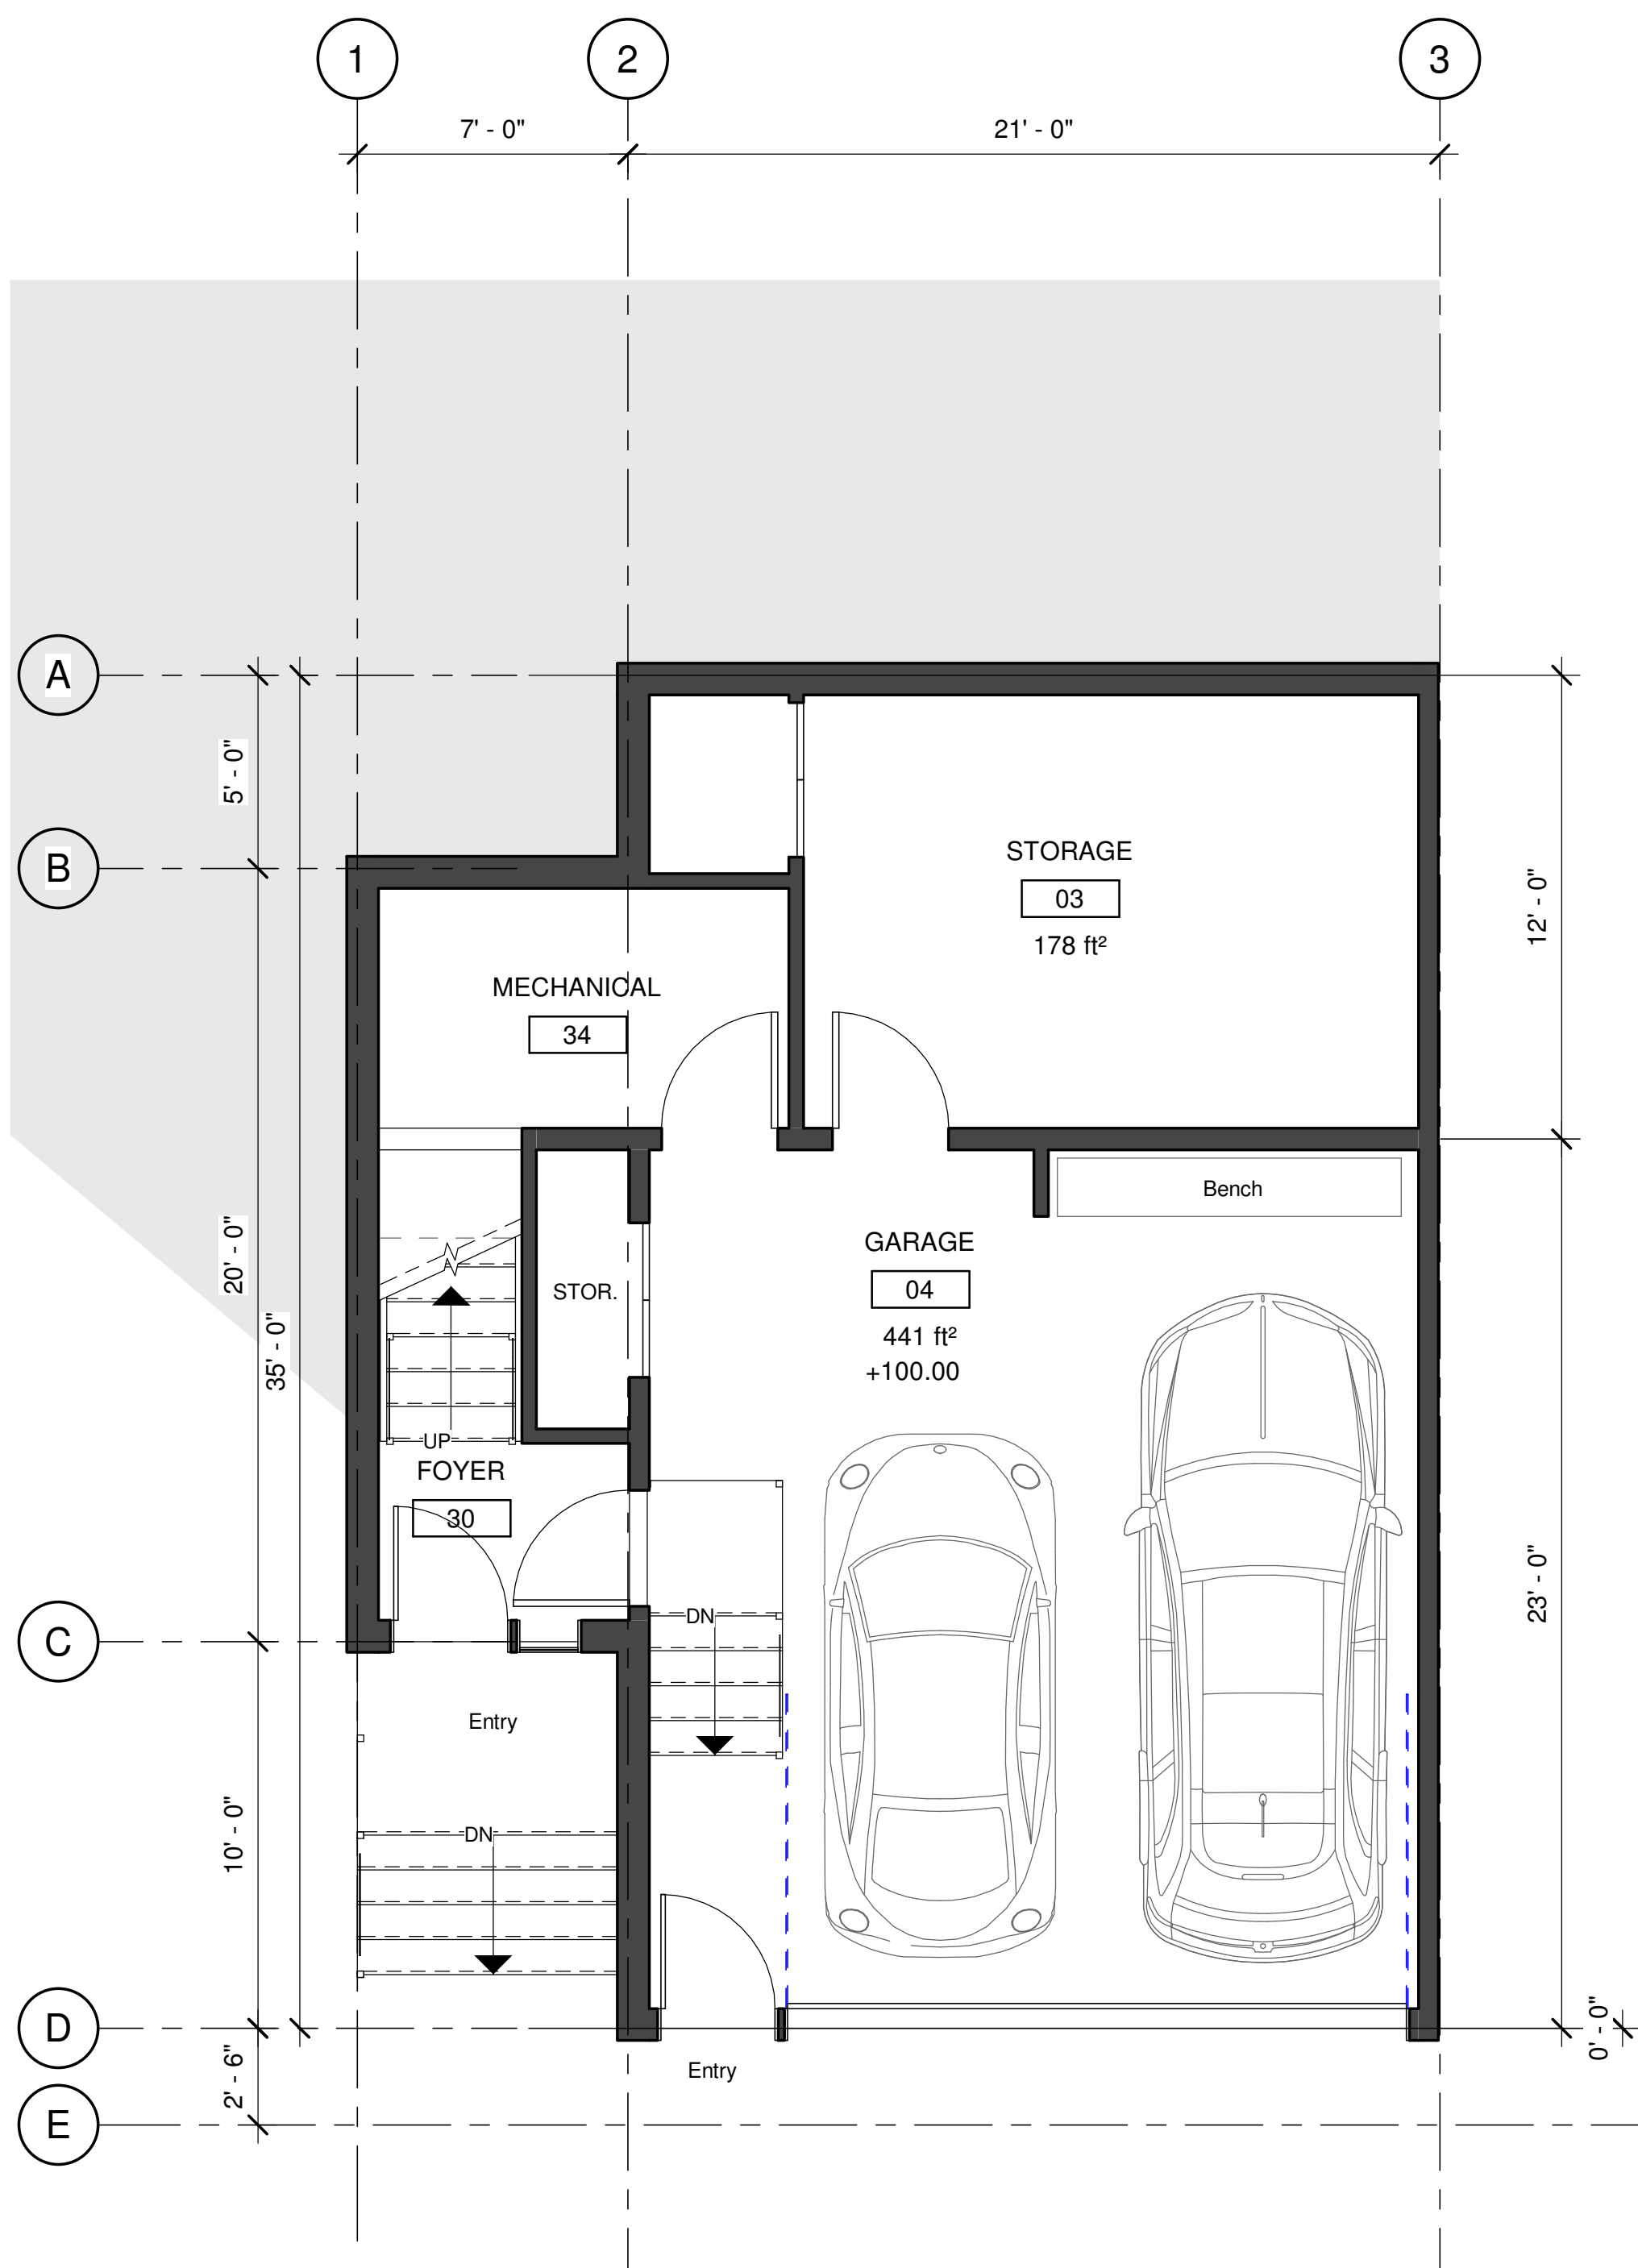 1
2
3
7' - 0"
21' - 0"
A
5' - 0"
B
STORAGE
03
178 ft²
12' - 0"
MECHANICAL
34
Bench
GARAGE
04
441 ft²
+100.00
STOR.
20' - 0"
35' - 0"
UP
FOYER
30
23' - 0"
DN
C
Entry
DN
10' - 0"
D
0' - 0"
Entry
2' - 6"
E